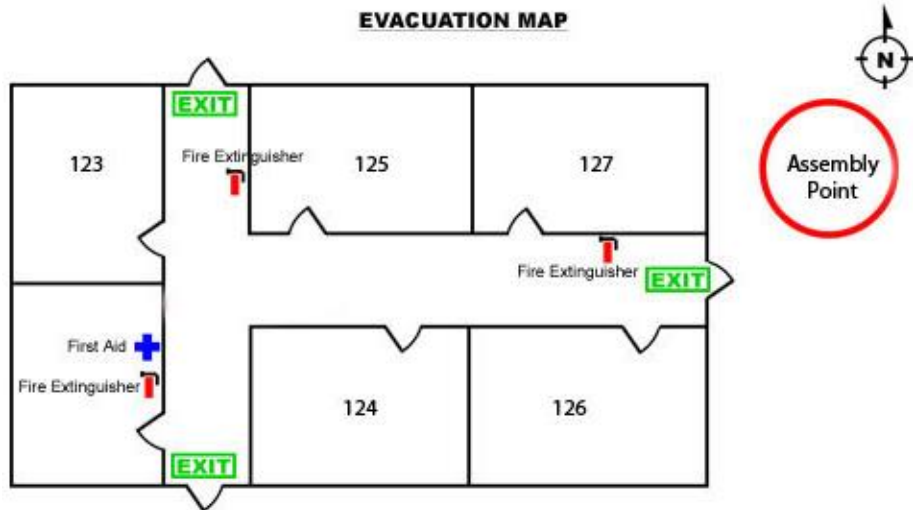 EVACUATION MAP
N
EXIT
123
Fire Extinguisher
125
127
Assembly
Point
Fire Extinguisher
EXIT
First Aid
Fire Extinguisher
124
126
EXIT